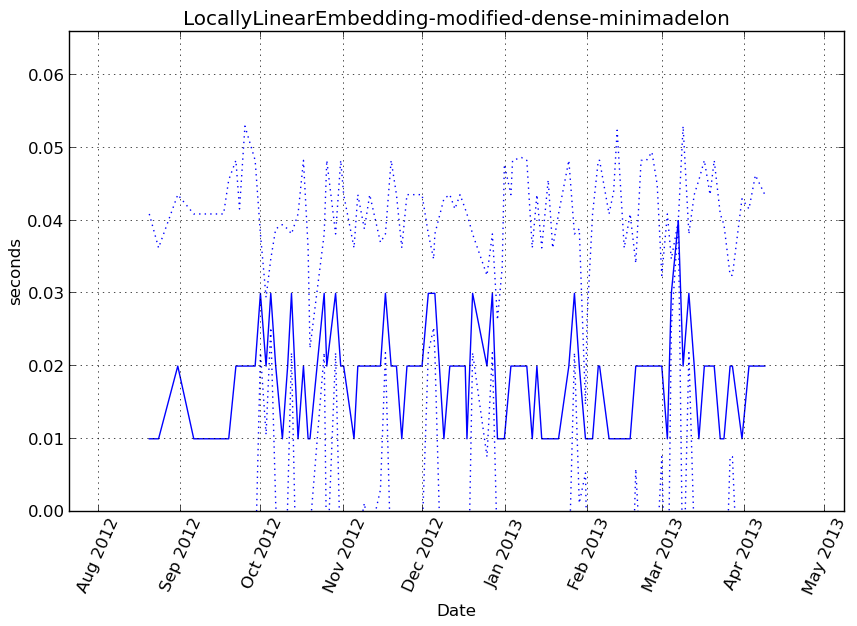 LocallyLinearEmbedding-modified-dense-minimadelon
0.06
0.05
0.04
0.03
0.02
0.01
0.00
seconds
Aug 2012
Sep 2012
Oct 2012
Nov 2012
Dec 2012
Jan 2013
Feb 2013
Mar 2013
Apr 2013
May 2013
Date